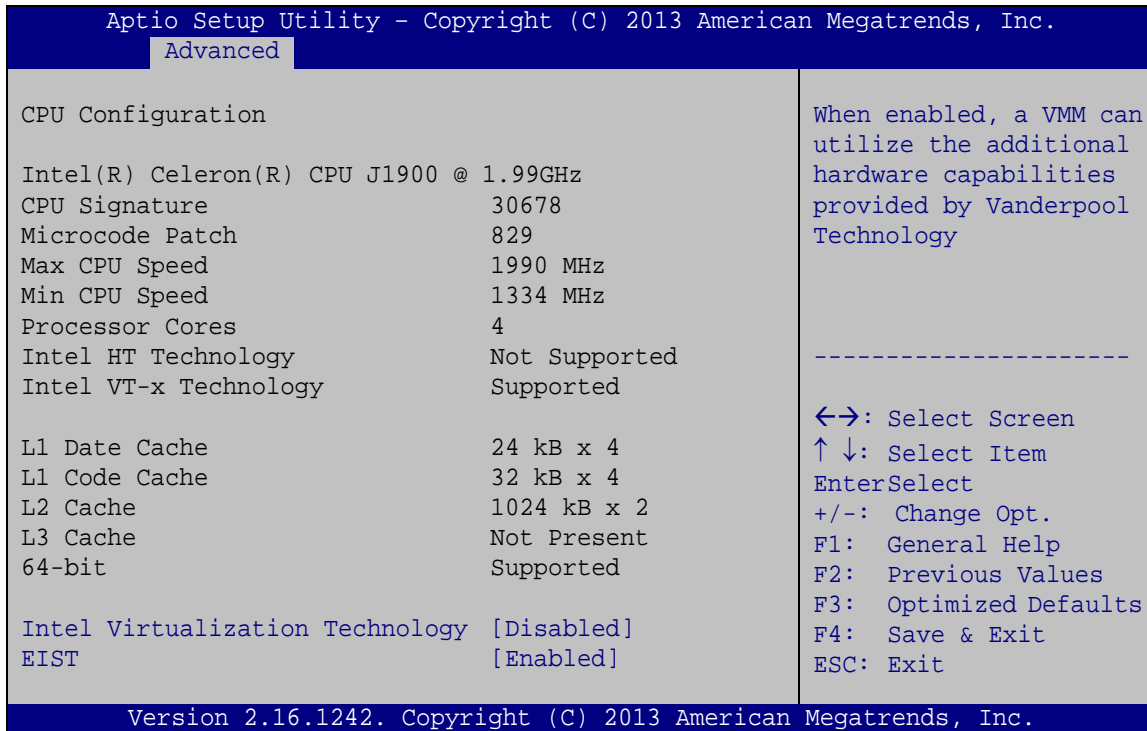 Aptio Setup Utility – Copyright (C) 2013 American Megatrends, Inc.
Advanced
CPU Configuration
Intel(R) Celeron(R) CPU J1900 @ 1.99GHz
CPU Signature 30678
Microcode Patch 829
Max CPU Speed 1990 MHz
Min CPU Speed 1334 MHz
Processor Cores 4
Intel HT Technology Not Supported
Intel VT-x Technology Supported
L1 Date Cache 24 kB x 4
L1 Code Cache 32 kB x 4
L2 Cache 1024 kB x 2
L3 Cache Not Present
64-bit Supported
Intel Virtualization Technology [Disabled]
EIST [Enabled]
When enabled, a VMM can
utilize the additional
hardware capabilities
provided by Vanderpool
Technology
----------------------
←→: Select Screen
↑ ↓: Select Item
EnterSelect
+/-: Change Opt.
F1: General Help
F2: Previous Values
F3: Optimized Defaults
F4: Save & Exit
ESC: Exit
Version 2.16.1242. Copyright (C) 2013 American Megatrends, Inc.